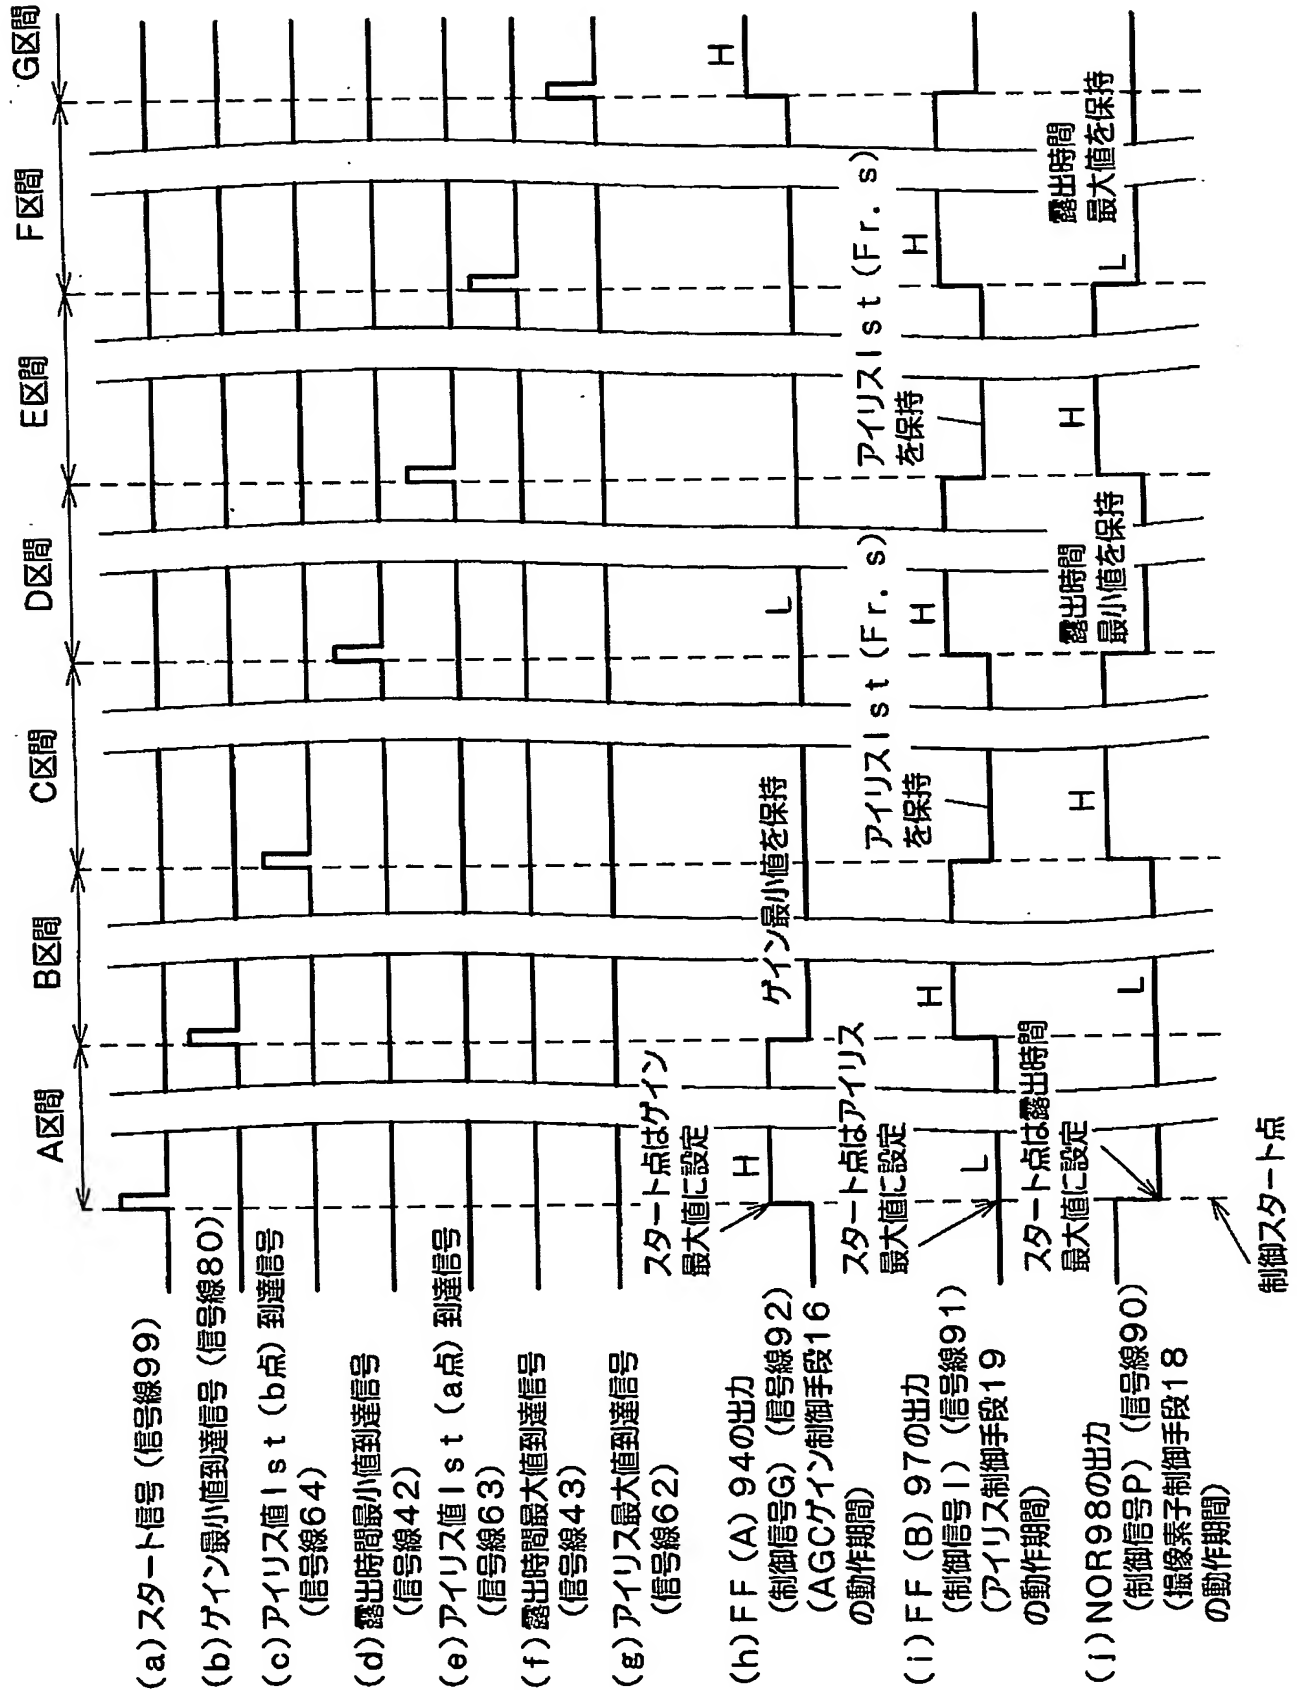 A区間
B区間
C区間
D区間
E区間
F区間
G区間
(a)スタート信号(信号線99)
(b)ゲイン最小値到達信号(信号線80)
(c)アイリス値Ist(b点)到達信号
(信号線64)
(d)露出時間最小値到達信号
(信号線42)
(e)アイリス値Ist(a点)到達信号
(信号線63)
(f)露出時間最大値到達信号
(信号線43)
(g)アイリス最大値到達信号
(信号線62)
スタート点はゲイン
最大値に設定
(h)FF(A)94の出力
(制御信号G)(信号線92)
(AGCゲイン制御手段16
の動作期間)
H
ゲイン最小値を保持
L
H
スタート点はアイリス
最大値に設定
(i)FF(B)97の出力
(制御信号I)(信号線91)
(アイリス制御手段19
の動作期間)
L
H
アイリスIst(Fr.s)
を保持
H
アイリスIst(Fr.s)
を保持
H
スタート点は露出時間
最大値に設定
(j)NOR98の出力
(制御信号P)(信号線90)
(撮像素子制御手段18
の動作期間)
L
H
露出時間
最小値を保持
H
L
露出時間
最大値を保持
制御スタート点